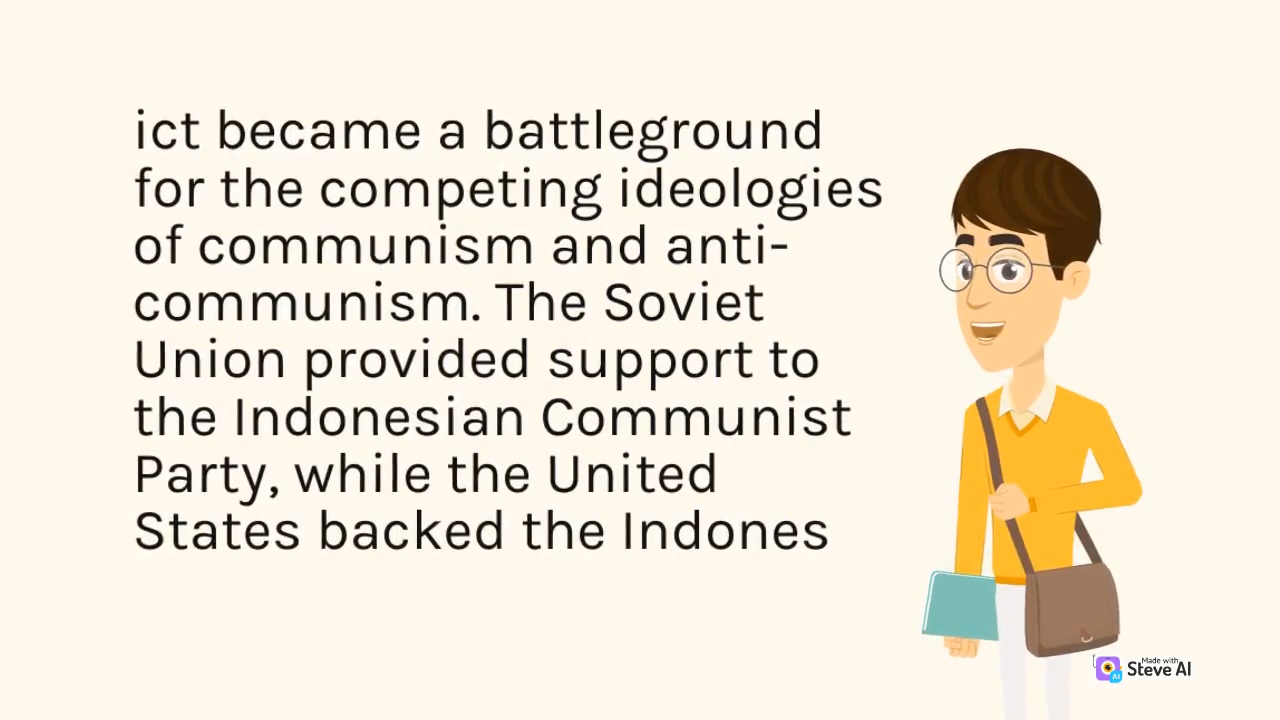 ict became a battleground
for the competing ideologies
of communism and anti-
communism. The Soviet
Union provided support to
the Indonesian Communist
Party, while the United
States backed the Indones
Made with
Steve AI
AI